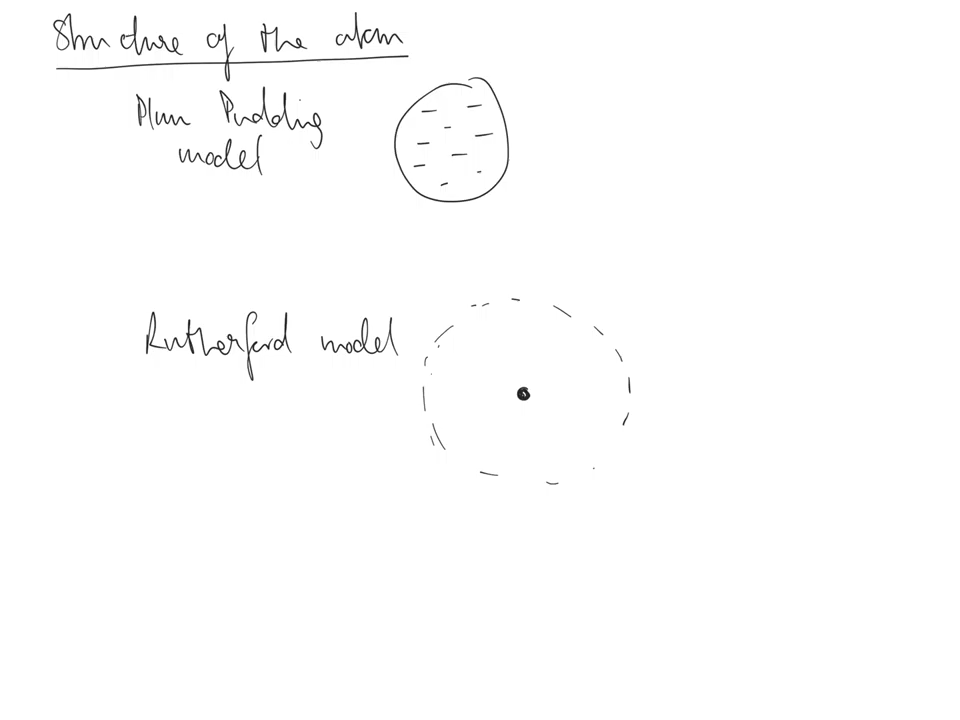 Structure of the atom
Plum Pudding
model
Rutherford model